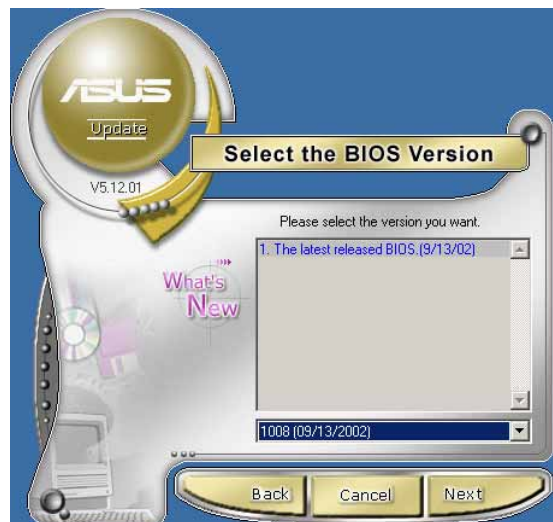 ASUS
Update
V5.12.01
Select the BIOS Version
Please select the version you want.
What's
New
1. The latest released BIOS.(9/13/02)
1008 (09/13/2002)
Back
Cancel
Next